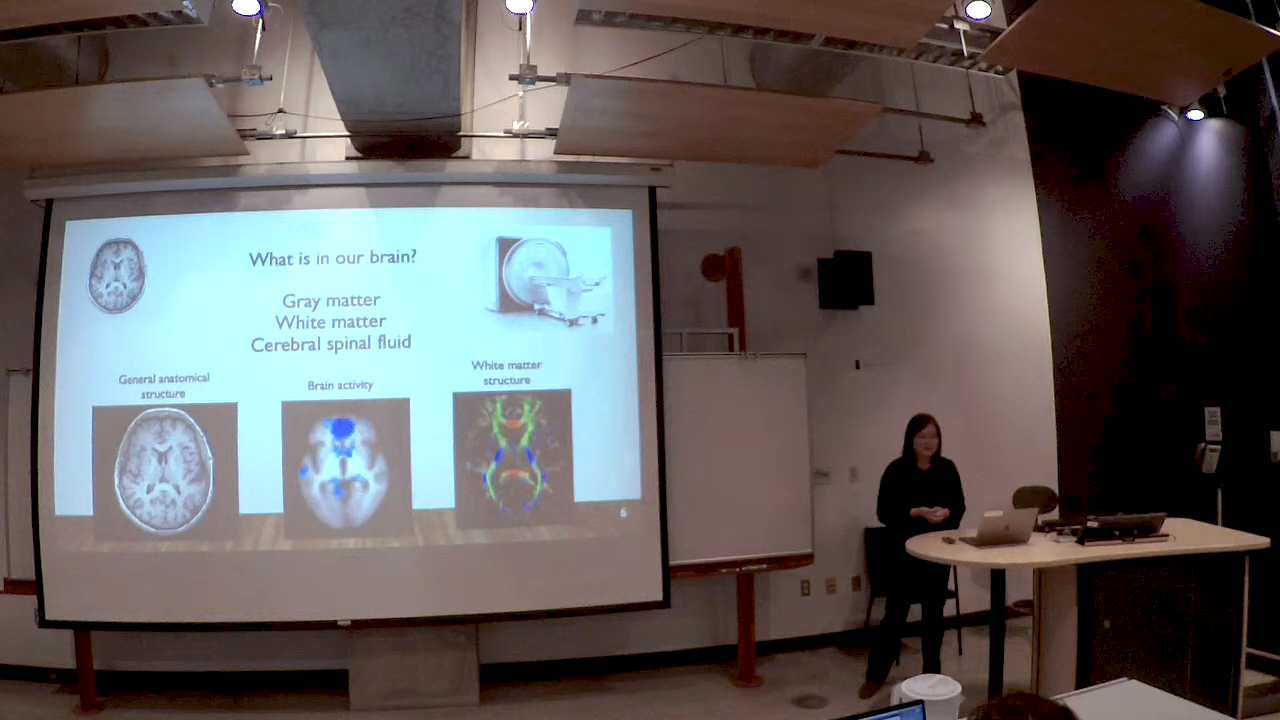 What is in our brain?
Gray matter
White matter
Cerebral spinal fluid
General anatomical
structure
Brain activity
White matter
structure
6